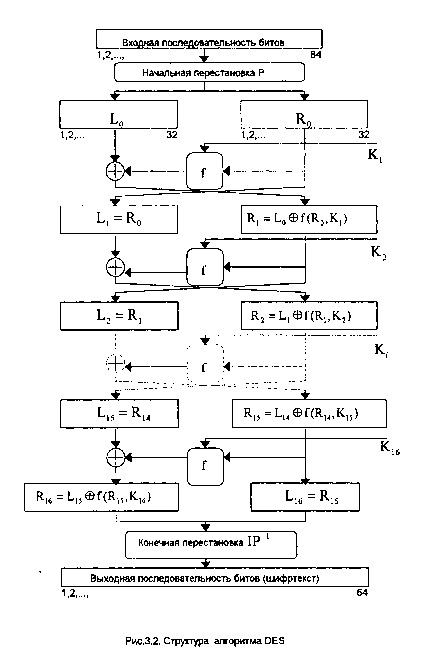 Входная последовательность битов
1,2,..., 64
Начальная перестановка P
L₀ R₀
1,2,... 32 1,2,... 32
K₁
f
L₁ = R₀ R₁ = L₀ ⊕ f(R₀,K₁)
K₂
f
L₂ = R₁ R₂ = L₁ ⊕ f(R₁,K₂)
Kᵢ
f
L₁₅ = R₁₄ R₁₅ = L₁₄ ⊕ f(R₁₄,K₁₅)
K₁₆
f
R₁₆ = L₁₅ ⊕ f(R₁₅,K₁₆) L₁₆ = R₁₅
Конечная перестановка IP⁻¹
Выходная последовательность битов (шифртекст)
1,2,..., 64
Рис.3.2. Структура алгоритма DES